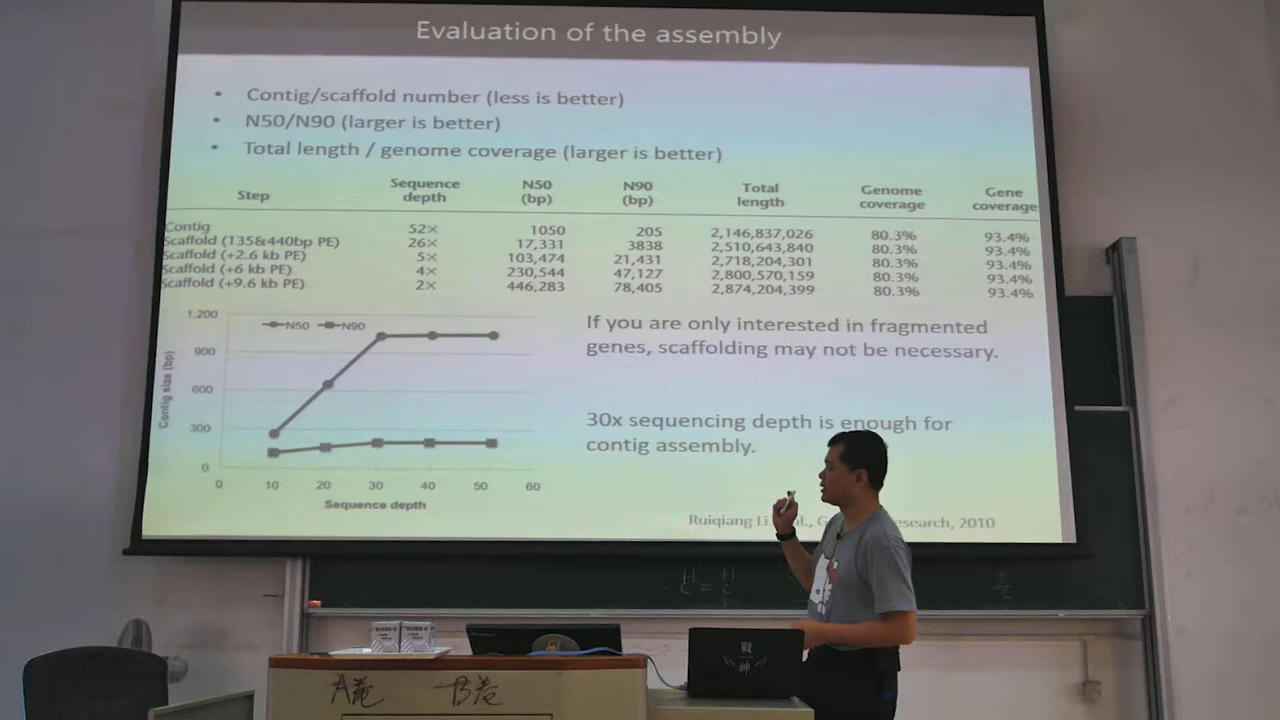 Evaluation of the assembly
• Contig/scaffold number (less is better)
• N50/N90 (larger is better)
• Total length / genome coverage (larger is better)
Step Sequence depth N50 (bp) N90 (bp) Total length Genome coverage Gene coverage
Contig 52× 1050 205 2,146,837,026 80.3% 93.4%
Scaffold (135&440bp PE) 26× 17,331 3838 2,510,643,840 80.3% 93.4%
Scaffold (+2.6 kb PE) 5× 103,474 21,431 2,718,204,301 80.3% 93.4%
Scaffold (+6 kb PE) 4× 230,544 47,127 2,800,570,159 80.3% 93.4%
Scaffold (+9.6 kb PE) 2× 446,283 78,405 2,874,204,399 80.3% 93.4%
N50 N90
Contig size (bp)
1,200
900
600
300
0
0 10 20 30 40 50 60
Sequence depth
If you are only interested in fragmented
genes, scaffolding may not be necessary.
30x sequencing depth is enough for
contig assembly.
Ruiqiang Li research, 2010
H H
C = C
戰
神
A卷 B卷